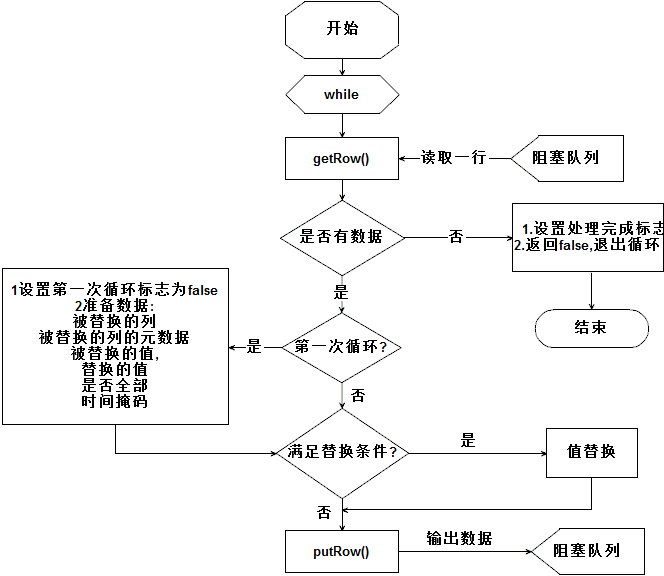 开始
while
getRow()
读取一行
阻塞队列
是否有数据
否
1.设置处理完成标志
2.返回false,退出循环
是
结束
1设置第一次循环标志为false
2准备数据:
被替换的列
被替换的列的元数据
被替换的值,
替换的值
是否全部
时间掩码
是
第一次循环?
否
满足替换条件?
是
值替换
否
putRow()
输出数据
阻塞队列